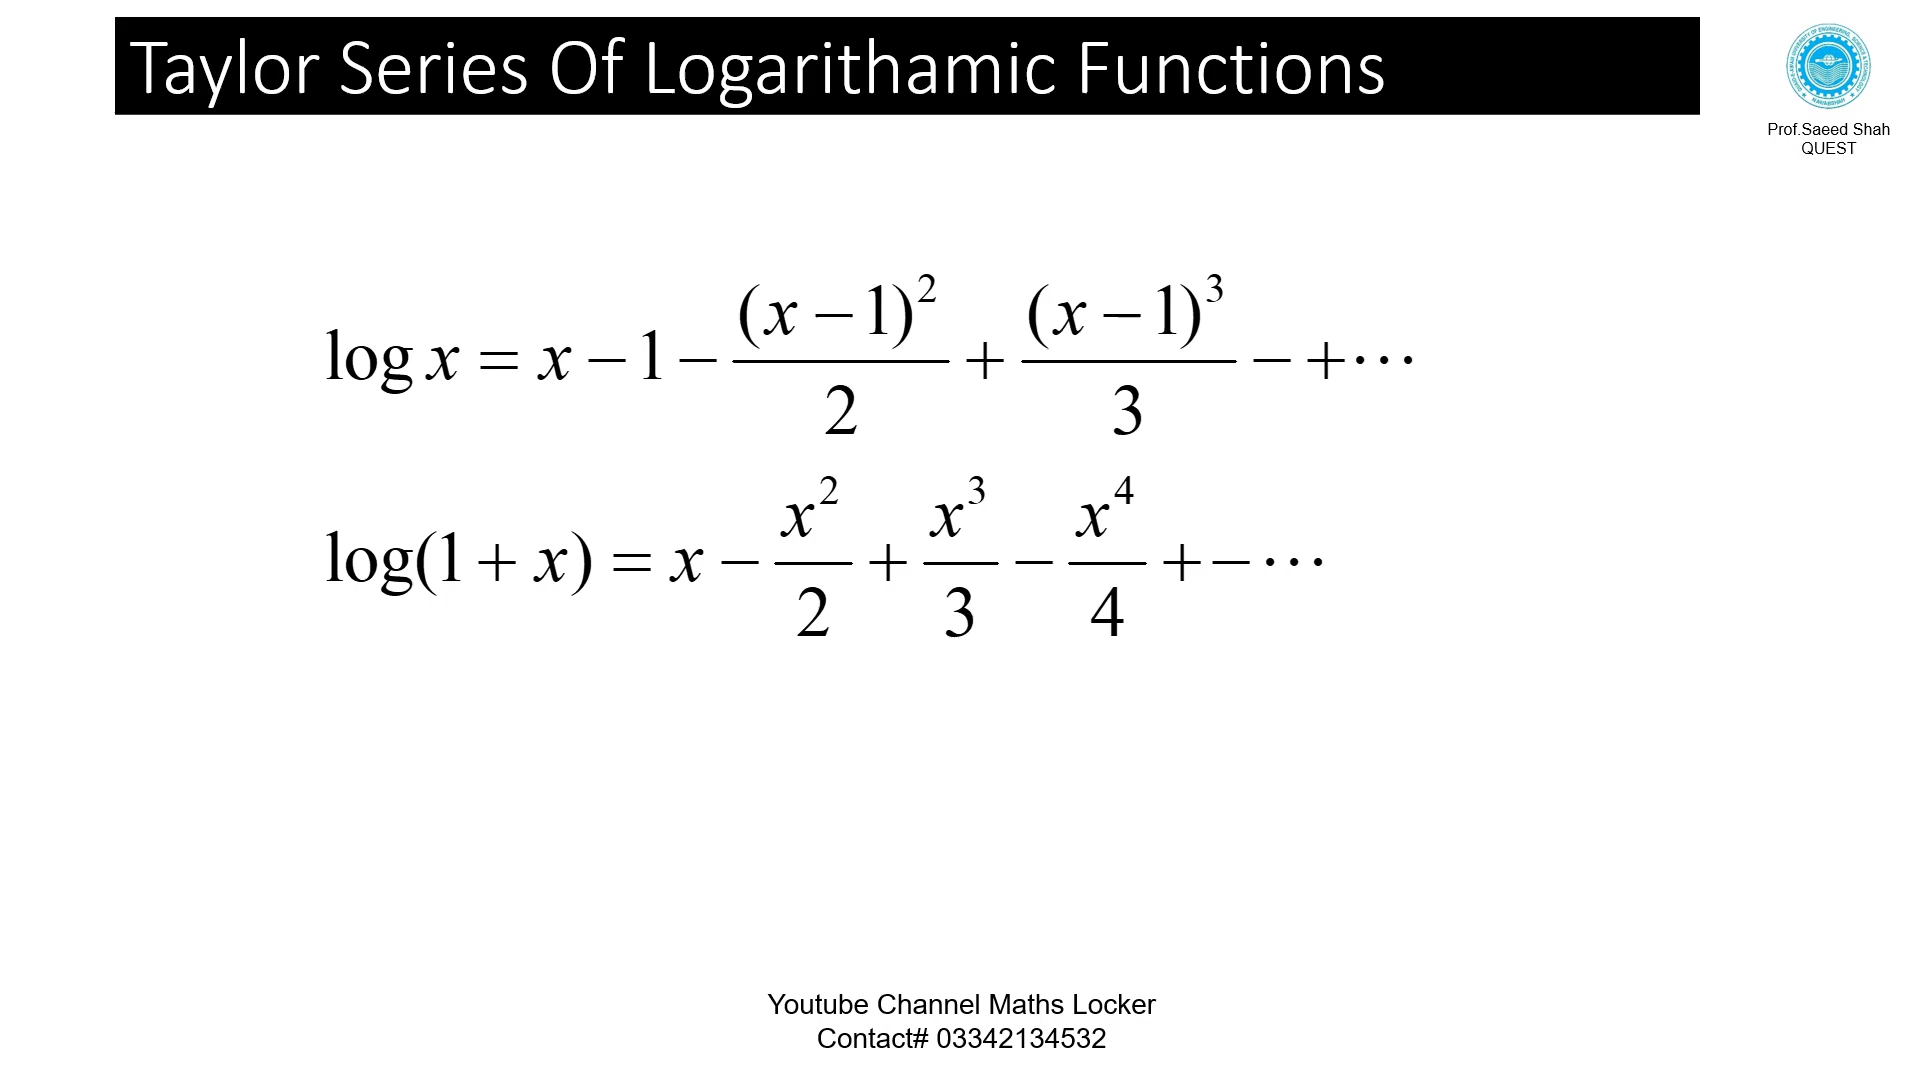 Taylor Series Of Logarithamic Functions
Prof.Saeed Shah
QUEST
log x = x − 1 − (x − 1)² / 2 + (x − 1)³ / 3 − + ⋯
log(1 + x) = x − x² / 2 + x³ / 3 − x⁴ / 4 + − ⋯
Youtube Channel Maths Locker
Contact# 03342134532